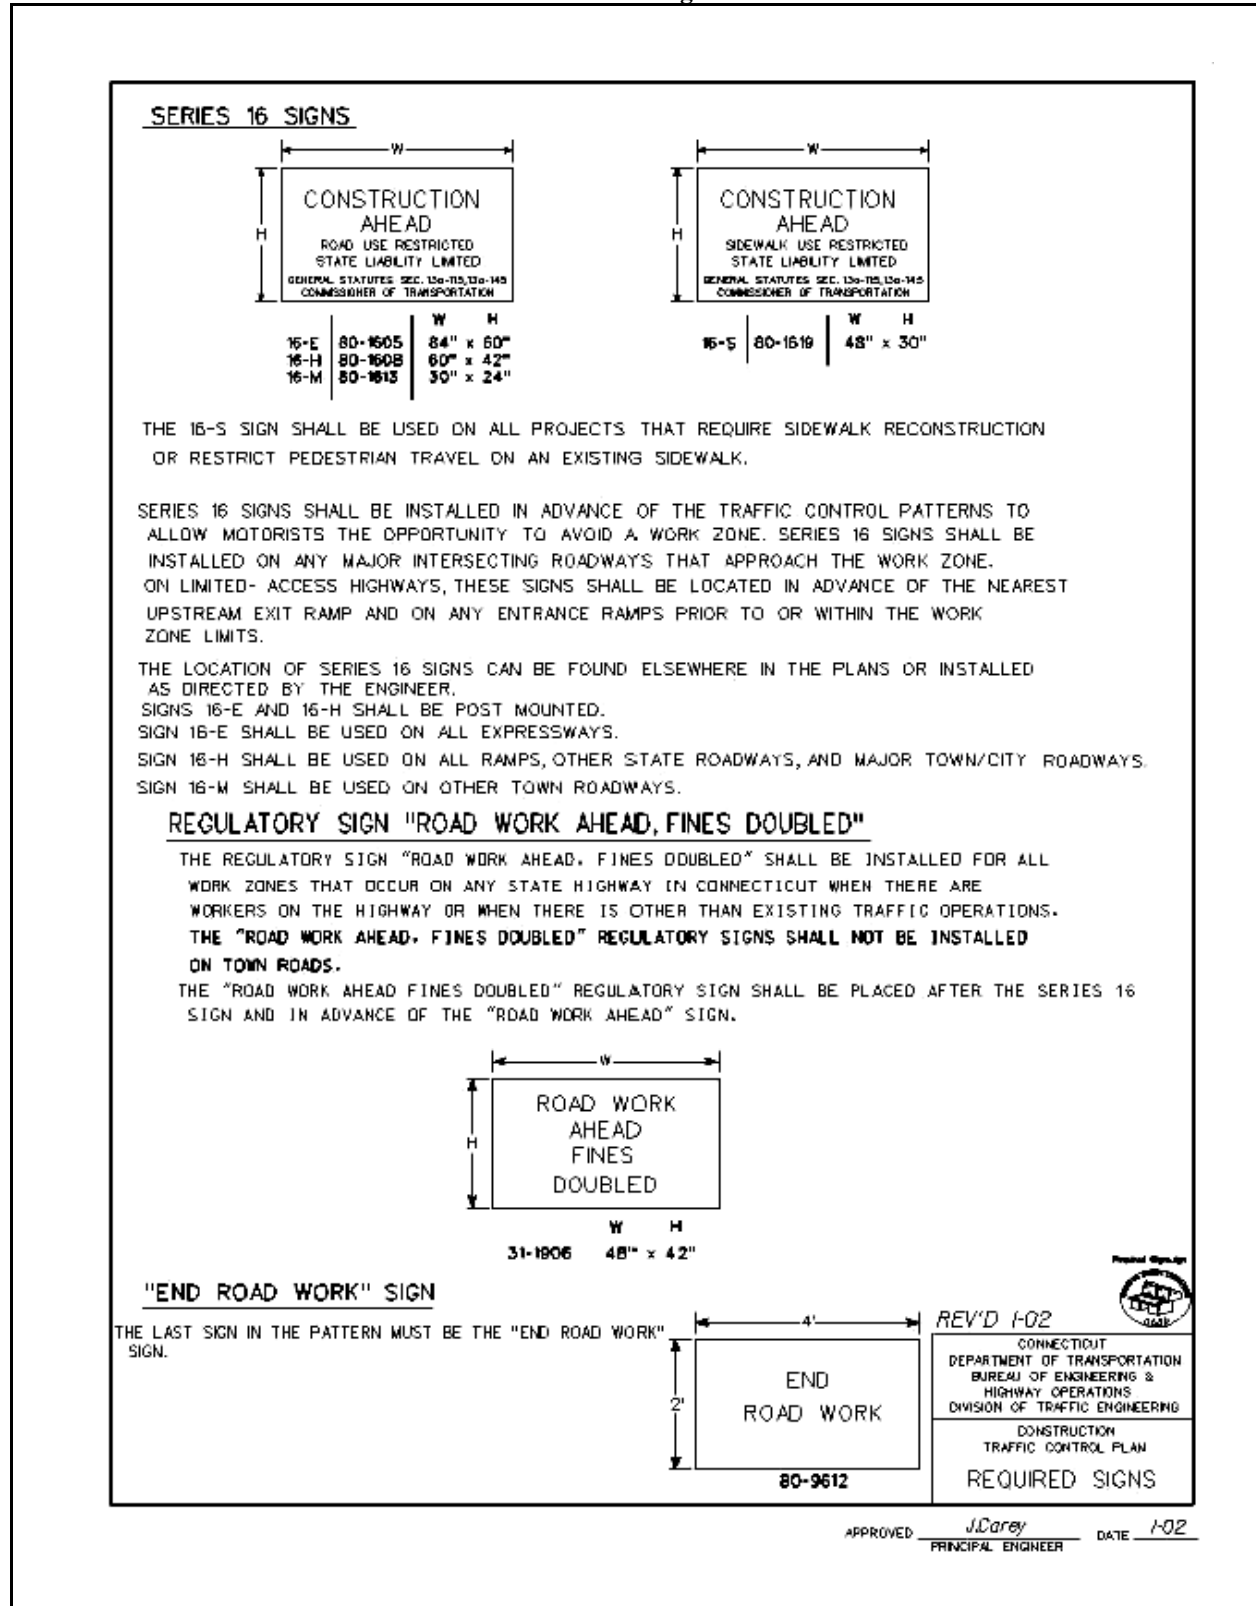 SERIES 16 SIGNS
W
W
H
CONSTRUCTION
AHEAD
ROAD USE RESTRICTED
STATE LIABILITY LIMITED
GENERAL STATUTES SEC. 13a-115,13a-145
COMMISSIONER OF TRANSPORTATION
H
CONSTRUCTION
AHEAD
SIDEWALK USE RESTRICTED
STATE LIABILITY LIMITED
GENERAL STATUTES SEC. 13a-115,13a-145
COMMISSIONER OF TRANSPORTATION
W H
16-E 80-1605 84" x 60"
16-H 80-1608 60" x 42"
16-M 80-1613 30" x 24"
W H
16-S 80-1619 48" x 30"
THE 16-S SIGN SHALL BE USED ON ALL PROJECTS THAT REQUIRE SIDEWALK RECONSTRUCTION
OR RESTRICT PEDESTRIAN TRAVEL ON AN EXISTING SIDEWALK.
SERIES 16 SIGNS SHALL BE INSTALLED IN ADVANCE OF THE TRAFFIC CONTROL PATTERNS TO
ALLOW MOTORISTS THE OPPORTUNITY TO AVOID A WORK ZONE. SERIES 16 SIGNS SHALL BE
INSTALLED ON ANY MAJOR INTERSECTING ROADWAYS THAT APPROACH THE WORK ZONE.
ON LIMITED- ACCESS HIGHWAYS, THESE SIGNS SHALL BE LOCATED IN ADVANCE OF THE NEAREST
UPSTREAM EXIT RAMP AND ON ANY ENTRANCE RAMPS PRIOR TO OR WITHIN THE WORK
ZONE LIMITS.
THE LOCATION OF SERIES 16 SIGNS CAN BE FOUND ELSEWHERE IN THE PLANS OR INSTALLED
AS DIRECTED BY THE ENGINEER.
SIGNS 16-E AND 16-H SHALL BE POST MOUNTED.
SIGN 16-E SHALL BE USED ON ALL EXPRESSWAYS.
SIGN 16-H SHALL BE USED ON ALL RAMPS, OTHER STATE ROADWAYS, AND MAJOR TOWN/CITY ROADWAYS.
SIGN 16-M SHALL BE USED ON OTHER TOWN ROADWAYS.
REGULATORY SIGN "ROAD WORK AHEAD, FINES DOUBLED"
THE REGULATORY SIGN "ROAD WORK AHEAD. FINES DOUBLED" SHALL BE INSTALLED FOR ALL
WORK ZONES THAT OCCUR ON ANY STATE HIGHWAY IN CONNECTICUT WHEN THERE ARE
WORKERS ON THE HIGHWAY OR WHEN THERE IS OTHER THAN EXISTING TRAFFIC OPERATIONS.
THE "ROAD WORK AHEAD. FINES DOUBLED" REGULATORY SIGNS SHALL NOT BE INSTALLED
ON TOWN ROADS.
THE "ROAD WORK AHEAD FINES DOUBLED" REGULATORY SIGN SHALL BE PLACED AFTER THE SERIES 16
SIGN AND IN ADVANCE OF THE "ROAD WORK AHEAD" SIGN.
W
H
ROAD WORK
AHEAD
FINES
DOUBLED
W H
31-1906 48" x 42"
"END ROAD WORK" SIGN
THE LAST SIGN IN THE PATTERN MUST BE THE "END ROAD WORK"
SIGN.
4'
2'
END
ROAD WORK
80-9612
REV'D 1-02
CONNECTICUT
DEPARTMENT OF TRANSPORTATION
BUREAU OF ENGINEERING &
HIGHWAY OPERATIONS
DIVISION OF TRAFFIC ENGINEERING
CONSTRUCTION
TRAFFIC CONTROL PLAN
REQUIRED SIGNS
APPROVED J.Carey DATE 1-02
PRINCIPAL ENGINEER